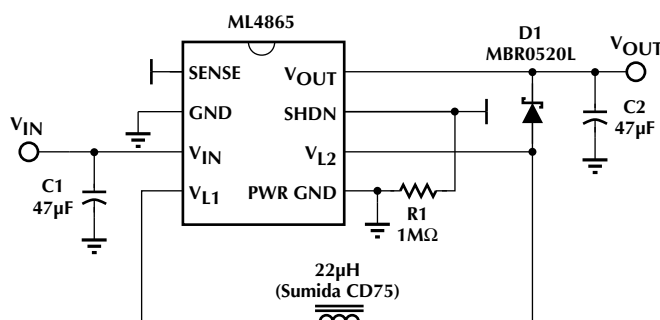 ML4865
D1
MBR0520L
VOUT
SENSE
VOUT
GND
SHDN
C2
47µF
VIN
VIN
VL2
C1
47µF
VL1
PWR GND
R1
1MΩ
22µH
(Sumida CD75)